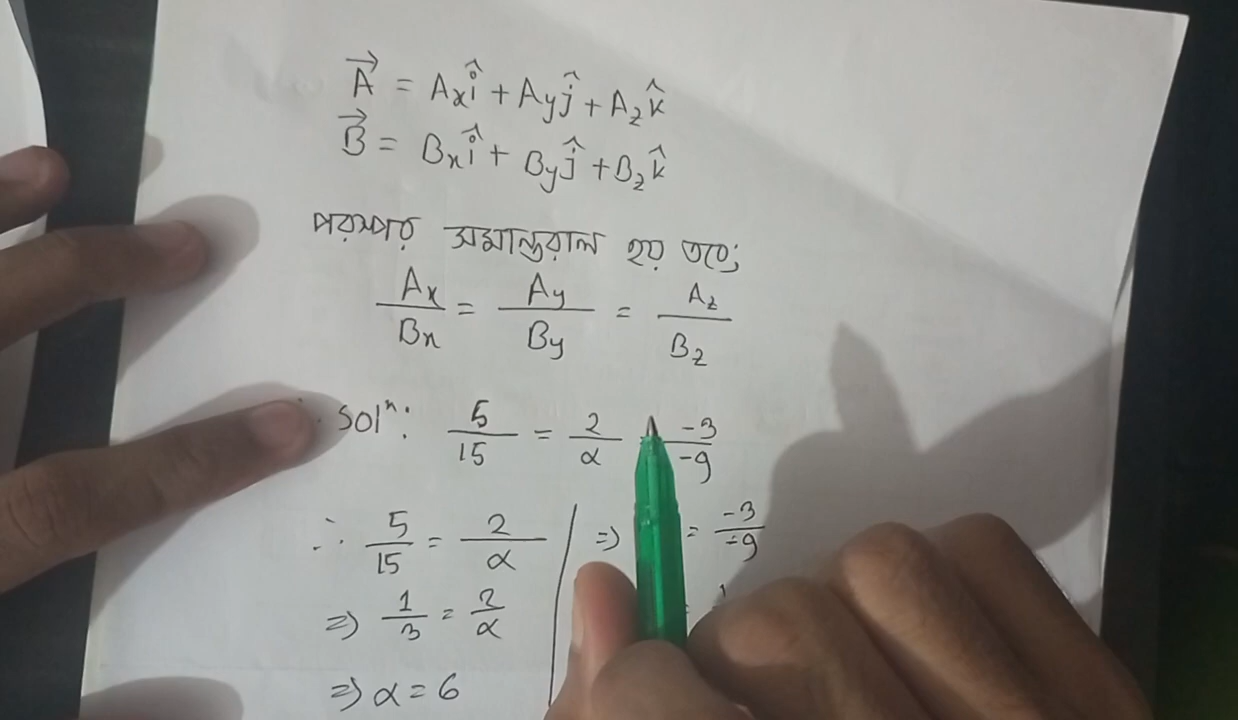 A⃗ = Axî + Ayĵ + Azk̂
B⃗ = Bxî + Byĵ + Bzk̂
পরস্পর সমান্তরাল হয় তবে;
Ax/Bx = Ay/By = Az/Bz
Solⁿ: 5/15 = 2/α -3/-9
∴ 5/15 = 2/α | => = -3/-9
=> 1/3 = 2/α
=> α = 6